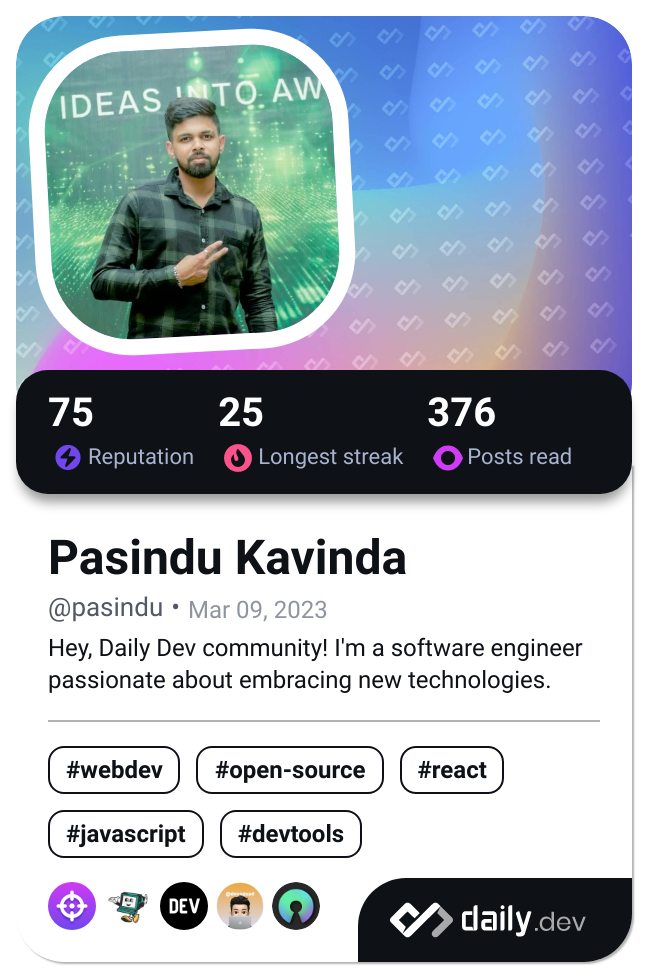 IDEAS INTO AW
75
25
376
Reputation
Longest streak
Posts read
Pasindu Kavinda
@pasindu • Mar 09, 2023
Hey, Daily Dev community! I'm a software engineer
passionate about embracing new technologies.
#webdev
#open-source
#react
#javascript
#devtools
DEV
daily.dev